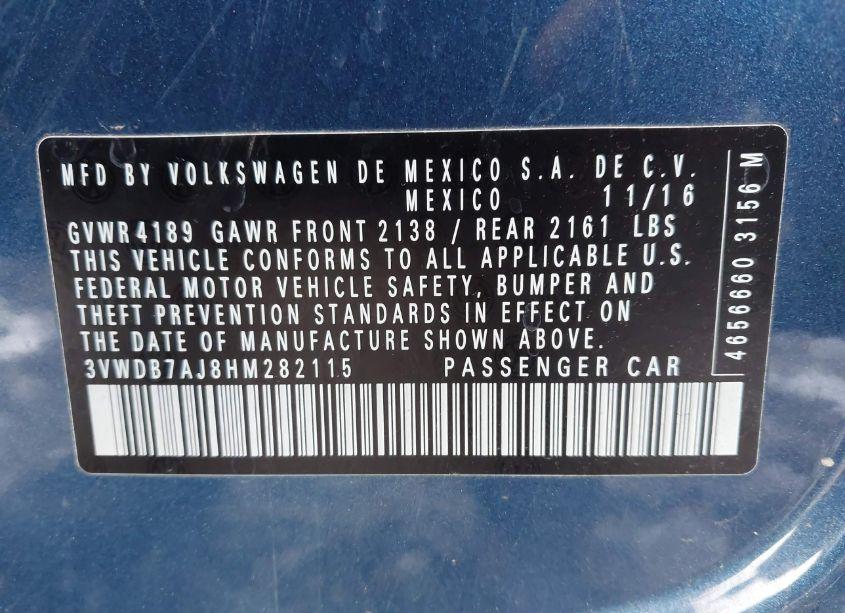 MFD BY VOLKSWAGEN DE MEXICO S.A. DE C.V.
MEXICO 11/16
GVWR4189 GAWR FRONT 2138 / REAR 2161 LBS
THIS VEHICLE CONFORMS TO ALL APPLICABLE U.S.
FEDERAL MOTOR VEHICLE SAFETY, BUMPER AND
THEFT PREVENTION STANDARDS IN EFFECT ON
THE DATE OF MANUFACTURE SHOWN ABOVE.
3VWDB7AJ8HM282115 PASSENGER CAR
4656660 3156 M